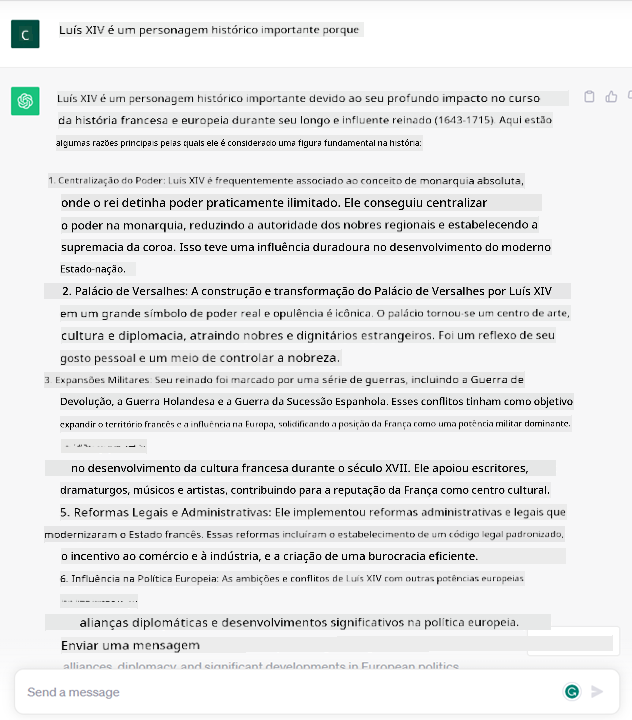 C
Luís XIV é um personagem histórico importante porque
Luís XIV é um personagem histórico importante devido ao seu profundo impacto no curso
da história francesa e europeia durante seu longo e influente reinado (1643-1715). Aqui estão
algumas razões principais pelas quais ele é considerado uma figura fundamental na história:
1. Centralização do Poder: Luís XIV é frequentemente associado ao conceito de monarquia absoluta,
onde o rei detinha poder praticamente ilimitado. Ele conseguiu centralizar
o poder na monarquia, reduzindo a autoridade dos nobres regionais e estabelecendo a
supremacia da coroa. Isso teve uma influência duradoura no desenvolvimento do moderno
Estado-nação.
2. Palácio de Versalhes: A construção e transformação do Palácio de Versalhes por Luís XIV
em um grande símbolo de poder real e opulência é icônica. O palácio tornou-se um centro de arte,
cultura e diplomacia, atraindo nobres e dignitários estrangeiros. Foi um reflexo de seu
gosto pessoal e um meio de controlar a nobreza.
3. Expansões Militares: Seu reinado foi marcado por uma série de guerras, incluindo a Guerra de
Devolução, a Guerra Holandesa e a Guerra da Sucessão Espanhola. Esses conflitos tinham como objetivo
expandir o território francês e a influência na Europa, solidificando a posição da França como uma potência militar dominante.
no desenvolvimento da cultura francesa durante o século XVII. Ele apoiou escritores,
dramaturgos, músicos e artistas, contribuindo para a reputação da França como centro cultural.
5. Reformas Legais e Administrativas: Ele implementou reformas administrativas e legais que
modernizaram o Estado francês. Essas reformas incluíram o estabelecimento de um código legal padronizado,
o incentivo ao comércio e à indústria, e a criação de uma burocracia eficiente.
6. Influência na Política Europeia: As ambições e conflitos de Luís XIV com outras potências europeias
alianças diplomáticas e desenvolvimentos significativos na política europeia.
Enviar uma mensagem
alliances, diplomacy, and significant developments in European politics.
Send a message